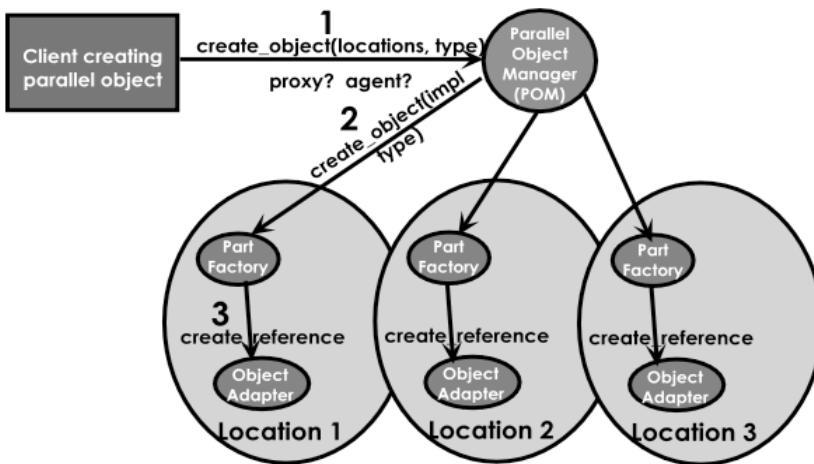 1
Client creating
parallel object
create_object(locations, type)
proxy? agent?
Parallel
Object
Manager
(POM)
2
create_object(impl
type)
Part
Factory
Part
Factory
Part
Factory
3
create_reference
create_reference
create_reference
Object
Adapter
Object
Adapter
Object
Adapter
Location 1
Location 2
Location 3